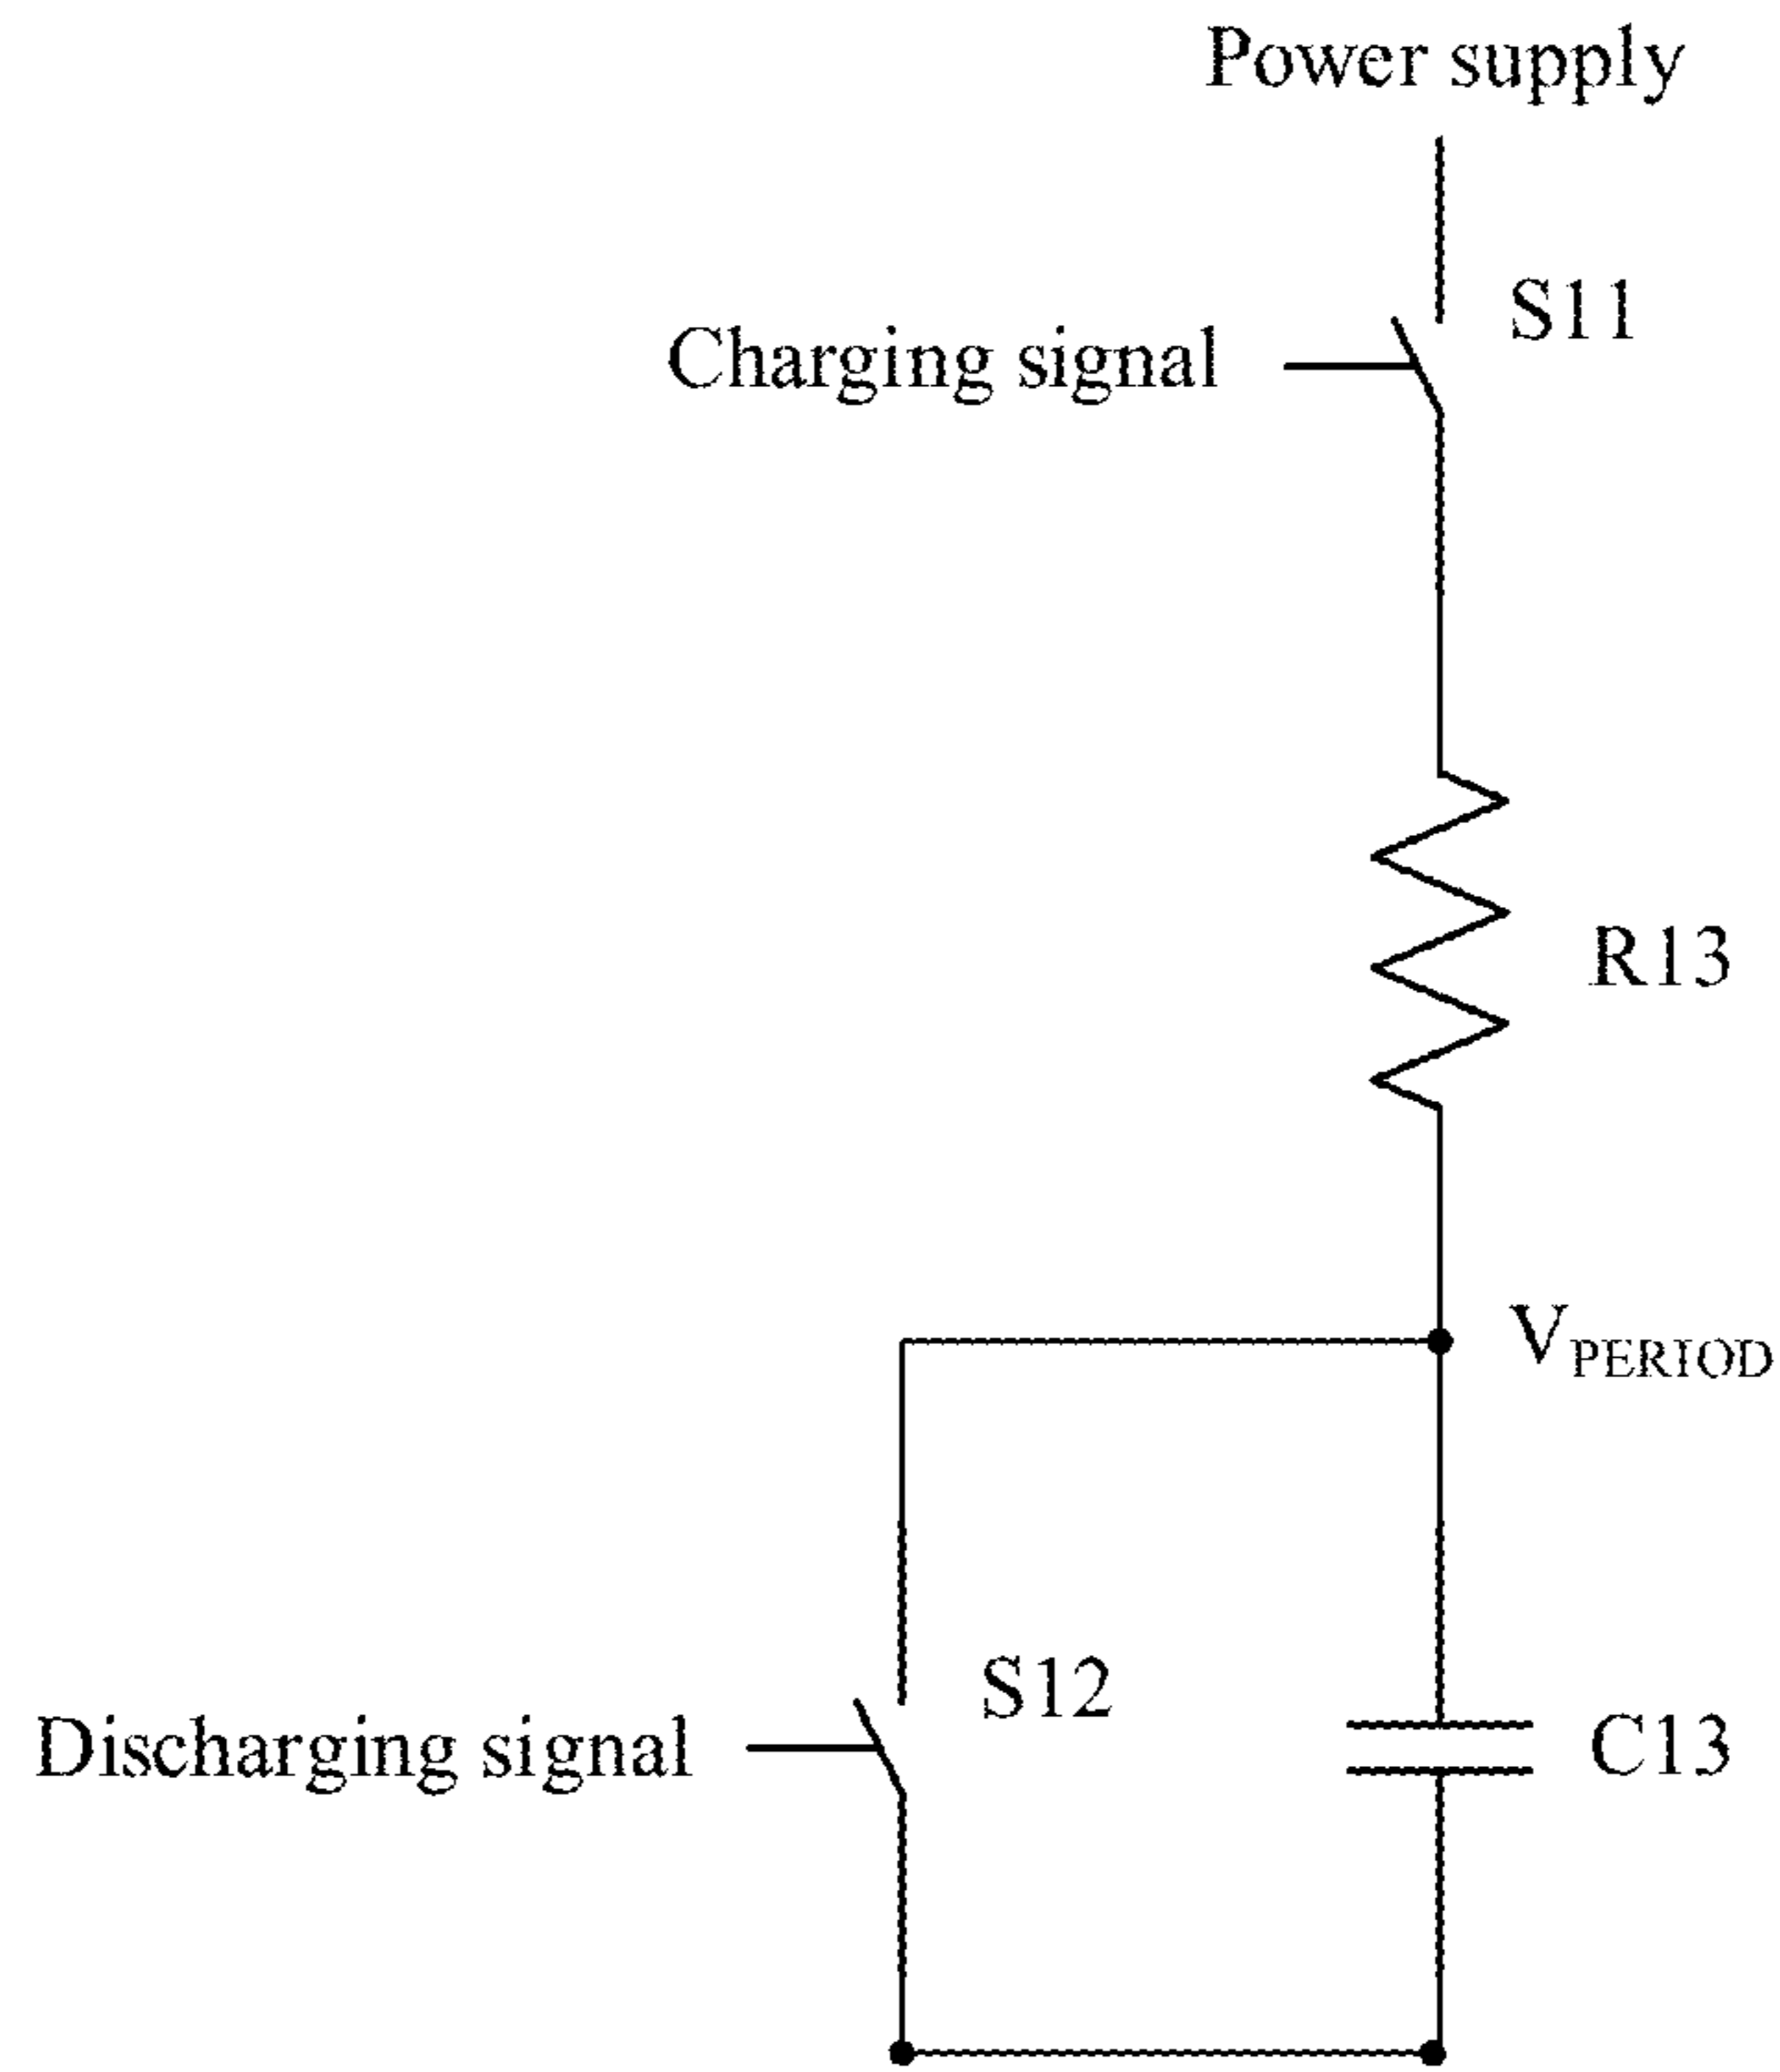 Power supply
S11
Charging signal
R13
VPERIOD
S12
Discharging signal
C13